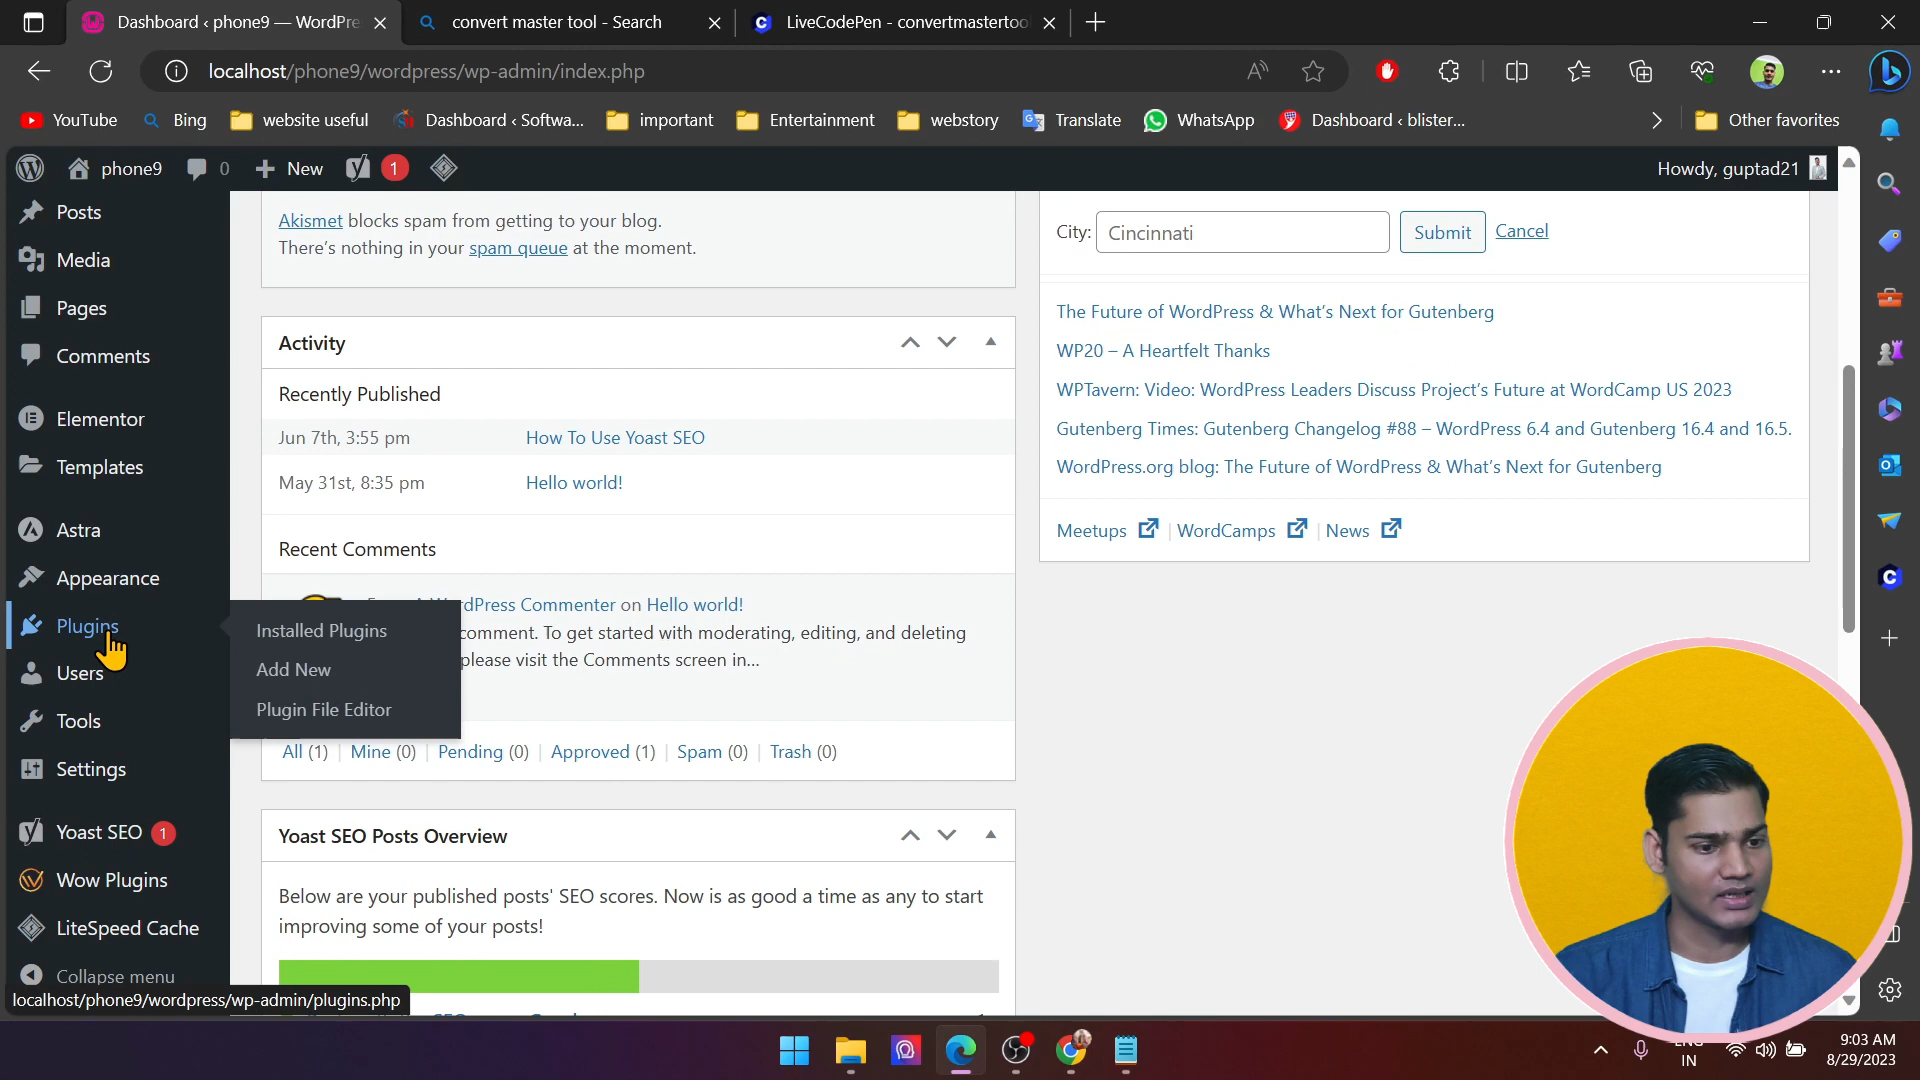 Dashboard ‹ phone9 — WordPre
convert master tool - Search
LiveCodePen - convertmastertoo
localhost/phone9/wordpress/wp-admin/index.php
YouTube
Bing
website useful
Dashboard ‹ Softwa...
important
Entertainment
webstory
Translate
WhatsApp
Dashboard ‹ blister...
Other favorites
phone9
0
New
1
Howdy, guptad21
Posts
Media
Pages
Comments
Elementor
Templates
Astra
Appearance
Plugins
Users
Tools
Settings
Yoast SEO 1
Wow Plugins
LiteSpeed Cache
Collapse menu
localhost/phone9/wordpress/wp-admin/plugins.php
Installed Plugins
Add New
Plugin File Editor
Akismet blocks spam from getting to your blog.
There's nothing in your spam queue at the moment.
Activity
Recently Published
Jun 7th, 3:55 pm
How To Use Yoast SEO
May 31st, 8:35 pm
Hello world!
Recent Comments
WordPress Commenter on Hello world!
comment. To get started with moderating, editing, and deleting
please visit the Comments screen in...
All (1) | Mine (0) | Pending (0) | Approved (1) | Spam (0) | Trash (0)
Yoast SEO Posts Overview
Below are your published posts' SEO scores. Now is as good a time as any to start
improving some of your posts!
City:
Cincinnati
Submit
Cancel
The Future of WordPress & What's Next for Gutenberg
WP20 – A Heartfelt Thanks
WPTavern: Video: WordPress Leaders Discuss Project's Future at WordCamp US 2023
Gutenberg Times: Gutenberg Changelog #88 – WordPress 6.4 and Gutenberg 16.4 and 16.5.
WordPress.org blog: The Future of WordPress & What's Next for Gutenberg
Meetups | WordCamps | News
IN
9:03 AM
8/29/2023